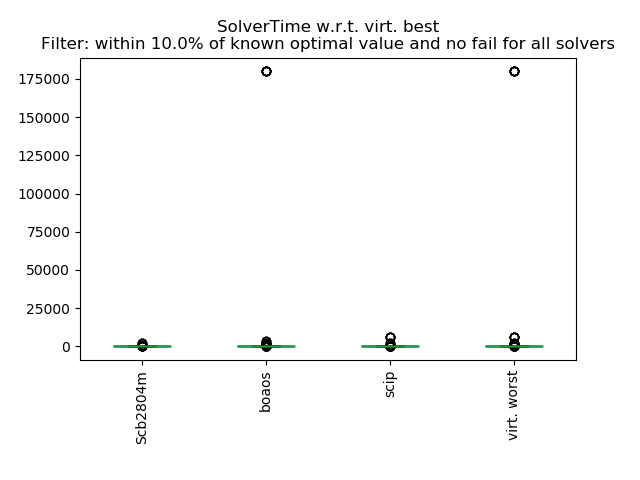 SolverTime w.r.t. virt. best
Filter: within 10.0% of known optimal value and no fail for all solvers
175000
150000
125000
100000
75000
50000
25000
0
Scb2804m
boaos
scip
virt. worst